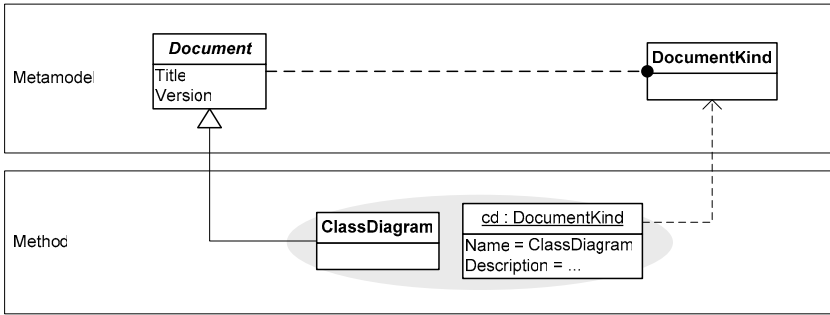 Metamodel
Document
Title
Version
DocumentKind
Method
ClassDiagram
cd : DocumentKind
Name = ClassDiagram
Description = ...